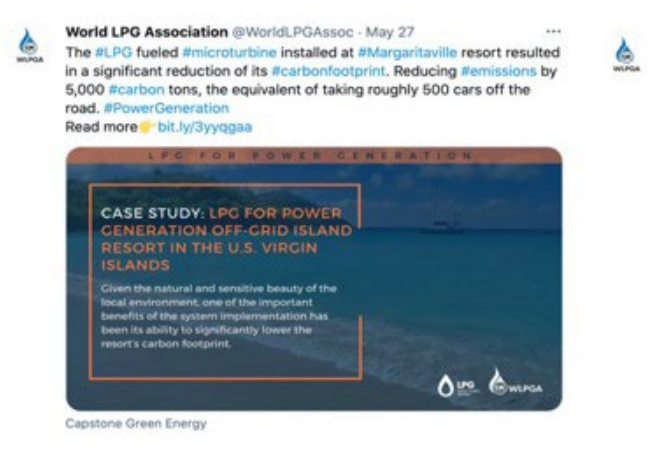 World LPG Association @WorldLPGAssoc · May 27
The #LPG fueled #microturbine installed at #Margaritaville resort resulted
in a significant reduction of its #carbonfootprint. Reducing #emissions by
5,000 #carbon tons, the equivalent of taking roughly 500 cars off the
road. #PowerGeneration
Read more👉bit.ly/3yyqgaa
LPG FOR POWER GENERATION
CASE STUDY: LPG FOR POWER
GENERATION OFF-GRID ISLAND
RESORT IN THE U.S. VIRGIN
ISLANDS
Given the natural and sensitive beauty of the
local environment, one of the important
benefits of the system implementation has
been its ability to significantly lower the
resort's carbon footprint.
LPG
WLPGA
Capstone Green Energy
WLPGA
WLPGA